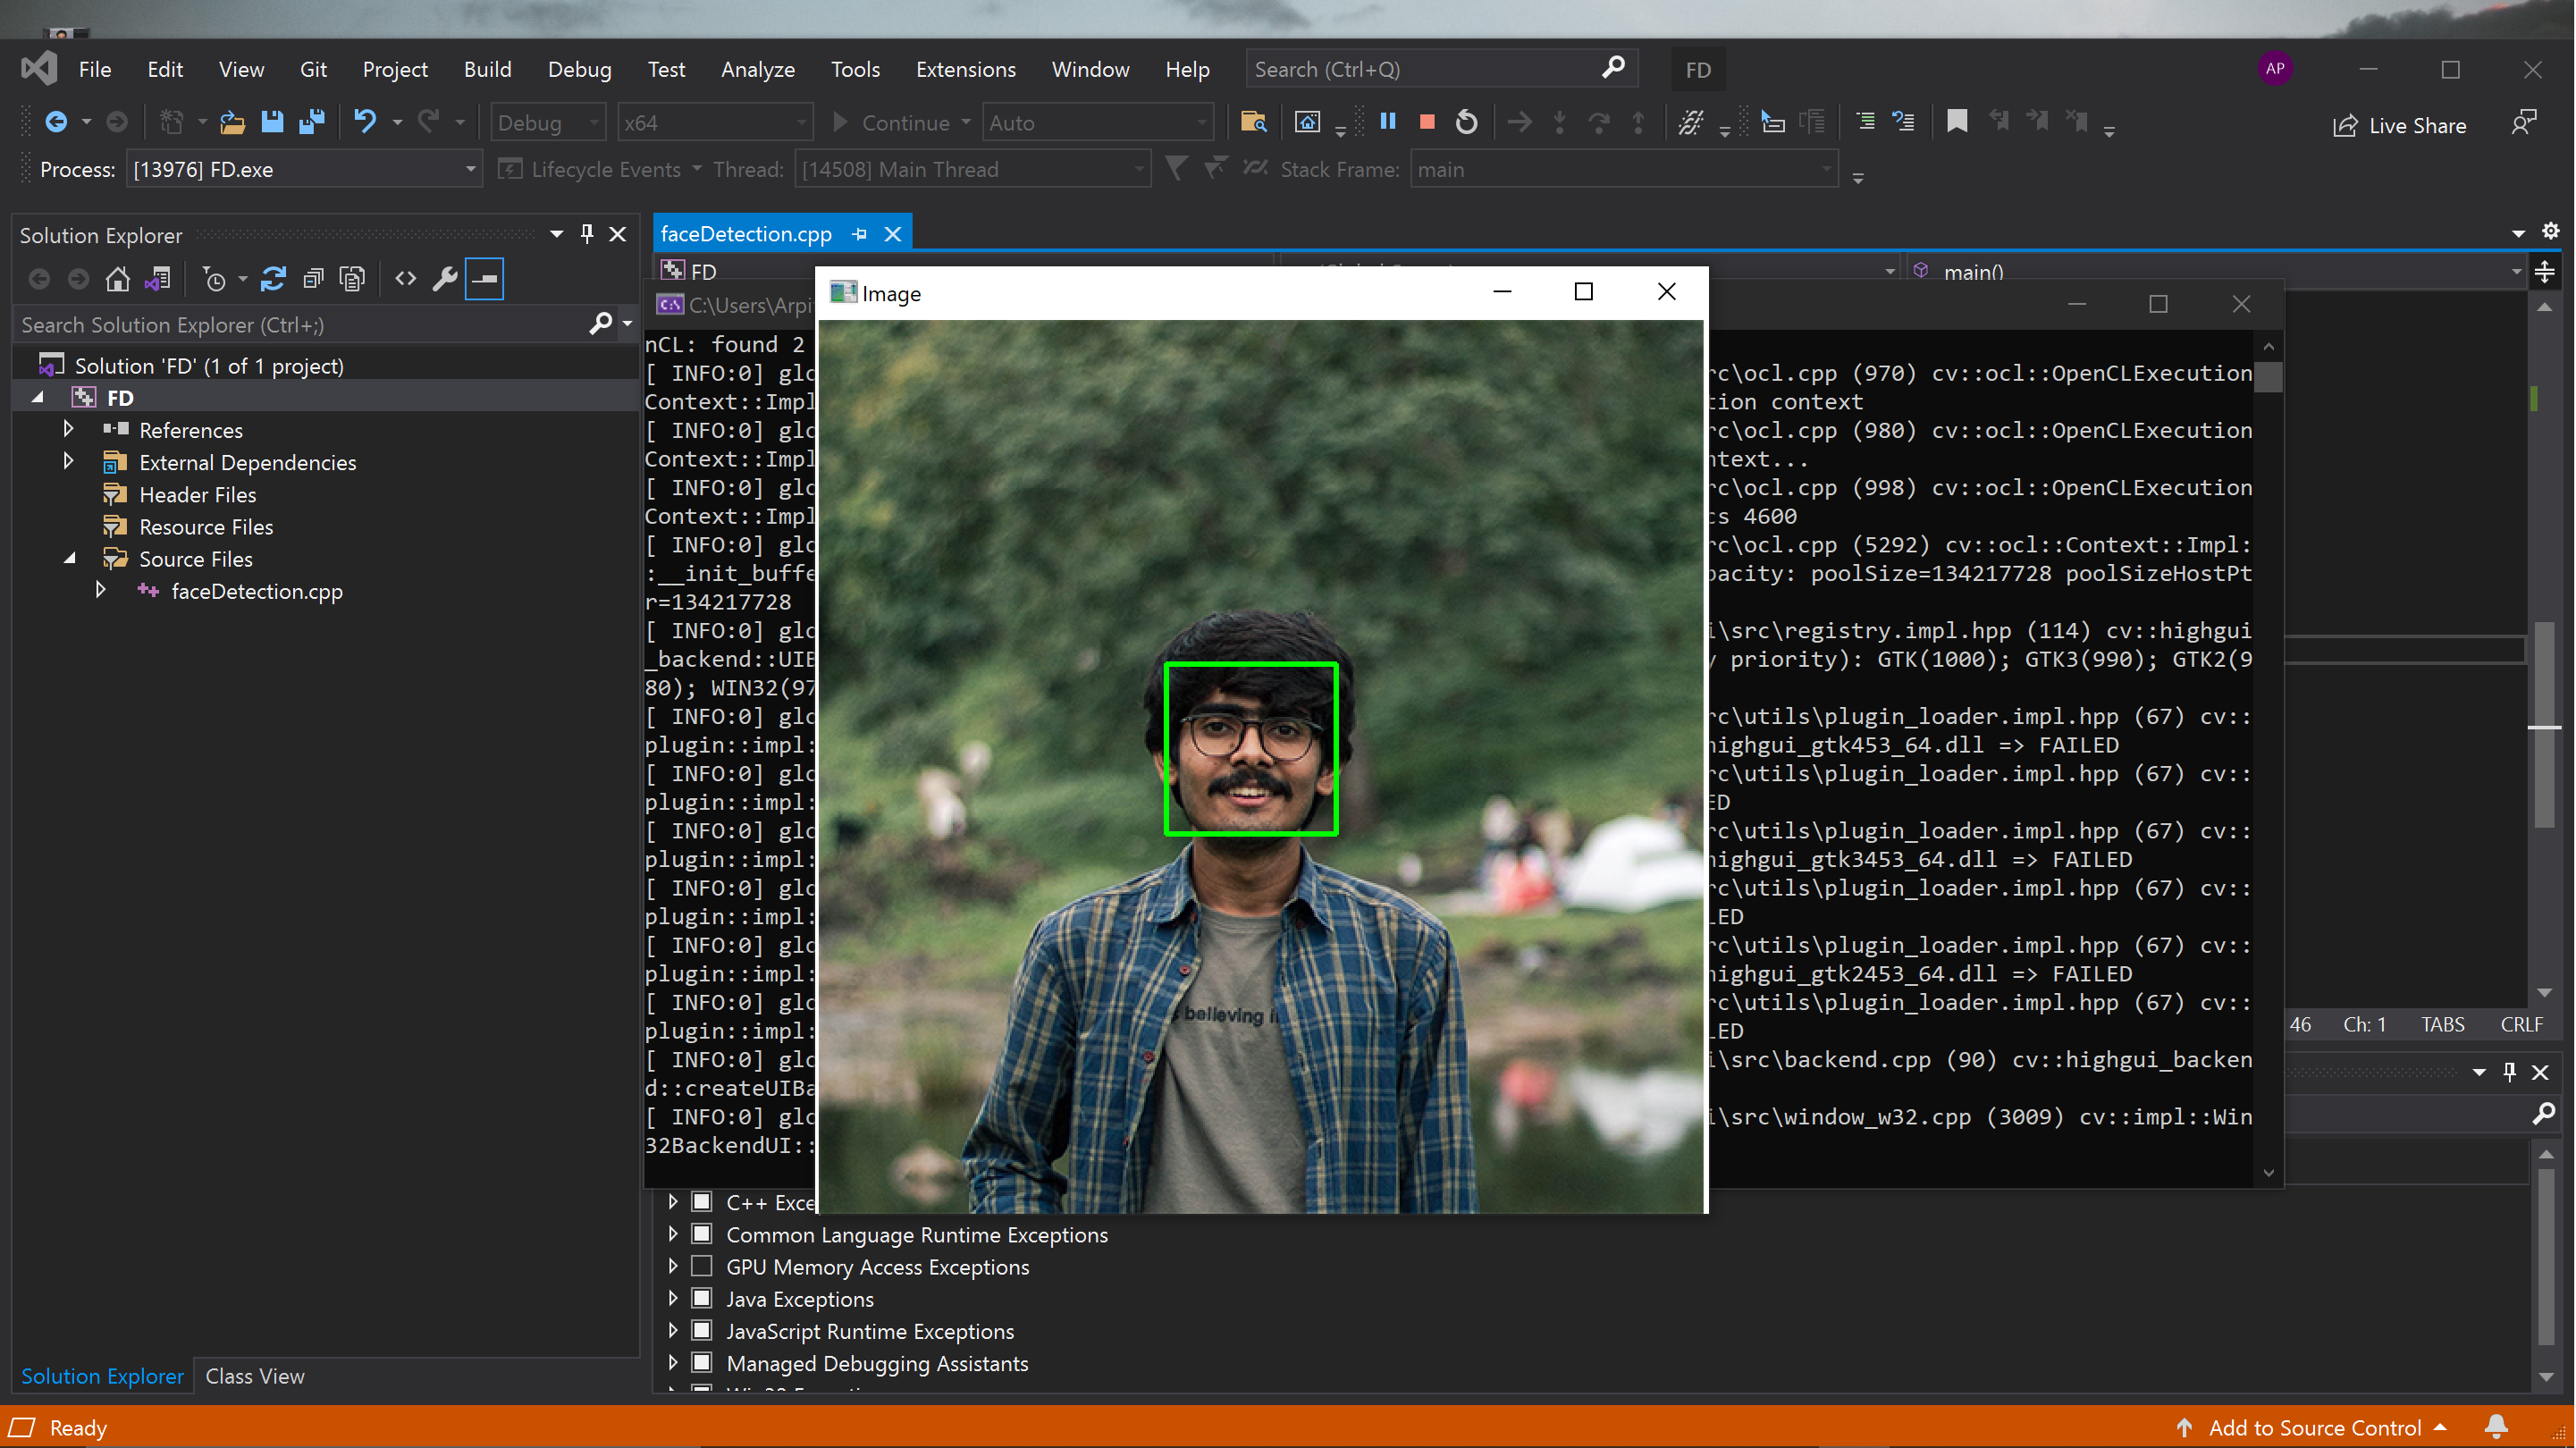 File Edit View Git Project Build Debug Test Analyze Tools Extensions Window Help Search (Ctrl+Q) FD AP
Debug x64 Continue Auto Live Share
Process: [13976] FD.exe Lifecycle Events Thread: [14508] Main Thread Stack Frame: main
Solution Explorer
Search Solution Explorer (Ctrl+;)
Solution 'FD' (1 of 1 project)
FD
References
External Dependencies
Header Files
Resource Files
Source Files
faceDetection.cpp
Solution Explorer Class View
faceDetection.cpp
FD main()
C:\Users\Arpi
Image
believing i
nCL: found 2
[ INFO:0] glo rc\ocl.cpp (970) cv::ocl::OpenCLExecution
Context::Impl tion context
[ INFO:0] glo rc\ocl.cpp (980) cv::ocl::OpenCLExecution
Context::Impl ntext...
[ INFO:0] glo rc\ocl.cpp (998) cv::ocl::OpenCLExecution
Context::Impl cs 4600
[ INFO:0] glo rc\ocl.cpp (5292) cv::ocl::Context::Impl:
:__init_buffe pacity: poolSize=134217728 poolSizeHostPt
r=134217728
[ INFO:0] glo i\src\registry.impl.hpp (114) cv::highgui
_backend::UIB y priority): GTK(1000); GTK3(990); GTK2(9
80); WIN32(97
[ INFO:0] glo rc\utils\plugin_loader.impl.hpp (67) cv::
plugin::impl: highgui_gtk453_64.dll => FAILED
[ INFO:0] glo rc\utils\plugin_loader.impl.hpp (67) cv::
plugin::impl: ED
[ INFO:0] glo rc\utils\plugin_loader.impl.hpp (67) cv::
plugin::impl: highgui_gtk3453_64.dll => FAILED
[ INFO:0] glo rc\utils\plugin_loader.impl.hpp (67) cv::
plugin::impl: LED
[ INFO:0] glo rc\utils\plugin_loader.impl.hpp (67) cv::
plugin::impl: highgui_gtk2453_64.dll => FAILED
[ INFO:0] glo rc\utils\plugin_loader.impl.hpp (67) cv::
plugin::impl: LED
[ INFO:0] glo i\src\backend.cpp (90) cv::highgui_backen
d::createUIBa
[ INFO:0] glo i\src\window_w32.cpp (3009) cv::impl::Win
32BackendUI::
46 Ch: 1 TABS CRLF
C++ Exce
Common Language Runtime Exceptions
GPU Memory Access Exceptions
Java Exceptions
JavaScript Runtime Exceptions
Managed Debugging Assistants
Ready Add to Source Control